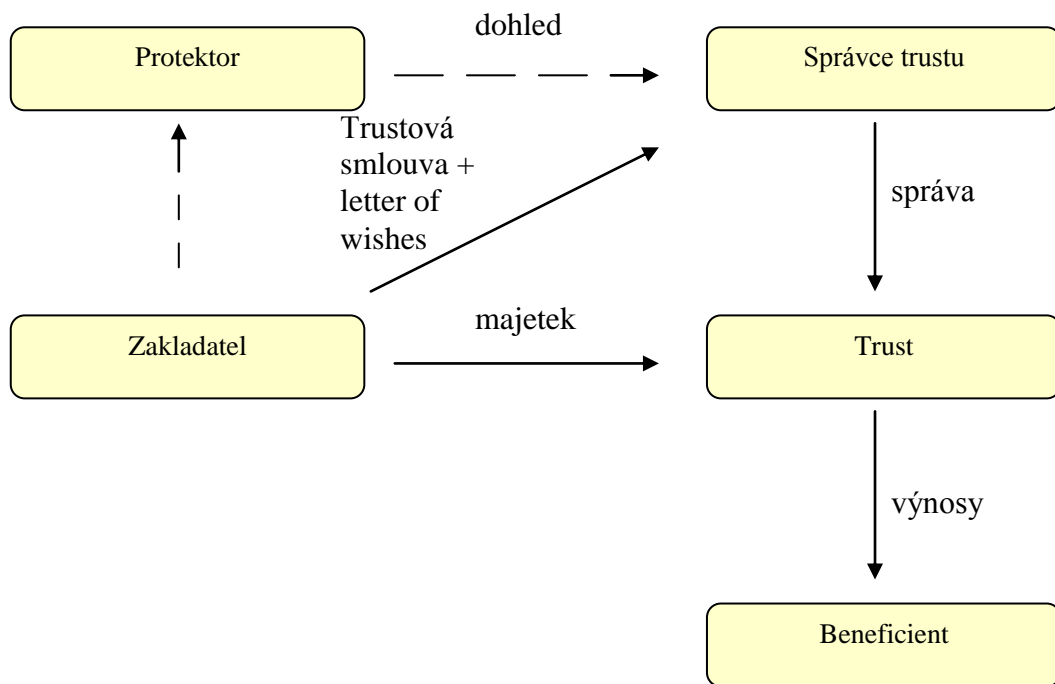 dohled
Protektor
Správce trustu
Trustová
smlouva +
letter of
wishes
správa
majetek
Zakladatel
Trust
výnosy
Beneficient